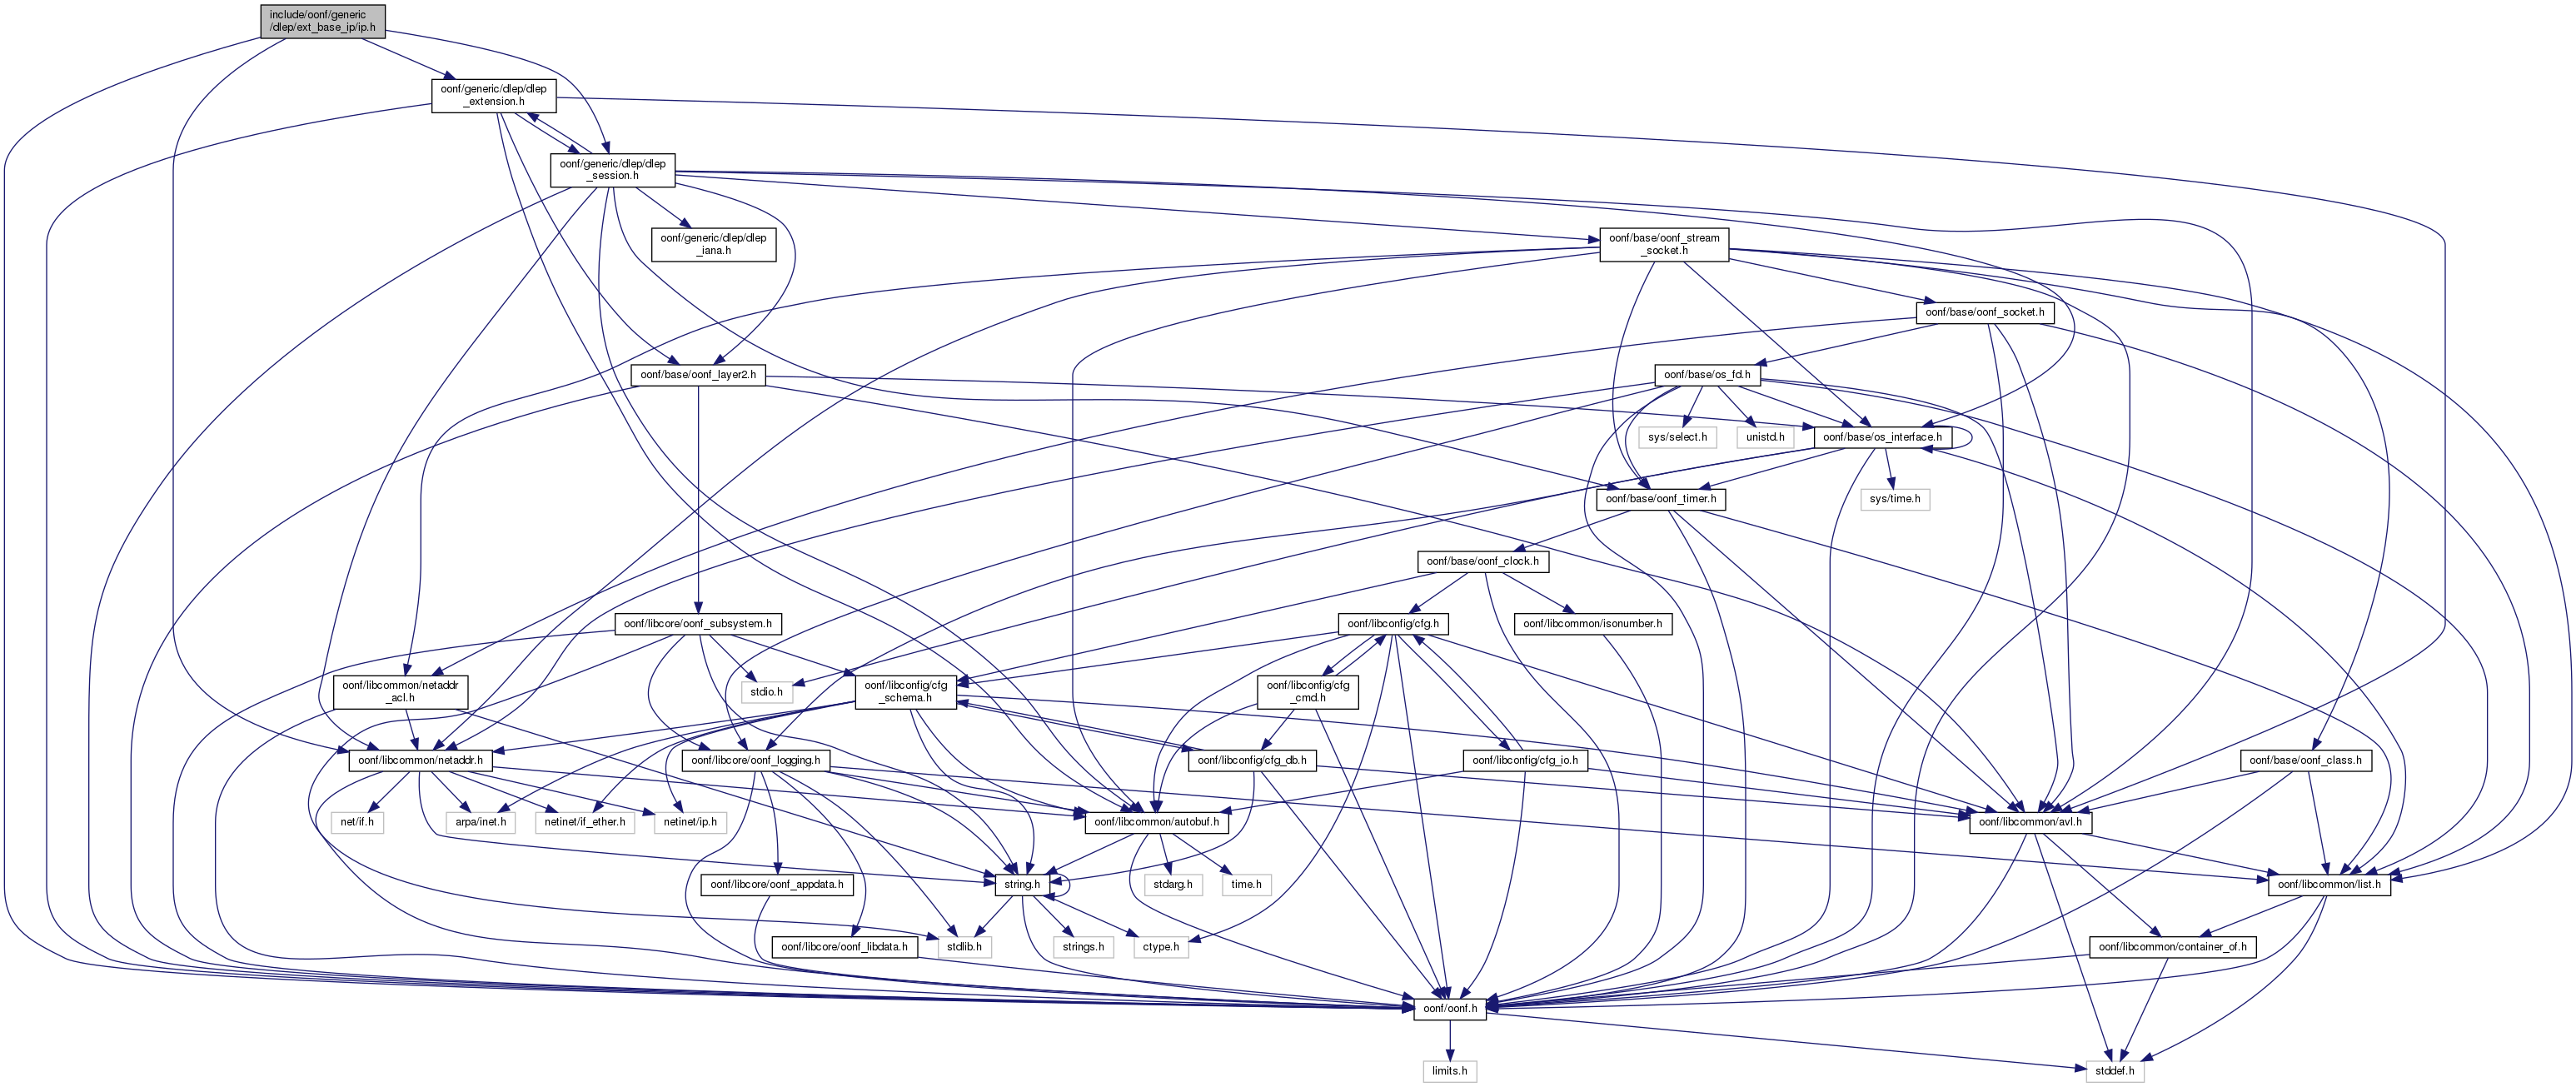 include/oonf/generic
/dlep/ext_base_ip/ip.h
oonf/generic/dlep/dlep
_extension.h
oonf/generic/dlep/dlep
_session.h
oonf/generic/dlep/dlep
_iana.h
oonf/base/oonf_stream
_socket.h
oonf/base/oonf_socket.h
oonf/base/oonf_layer2.h
oonf/base/os_fd.h
sys/select.h
unistd.h
oonf/base/os_interface.h
oonf/base/oonf_timer.h
sys/time.h
oonf/base/oonf_clock.h
oonf/libcore/oonf_subsystem.h
oonf/libconfig/cfg.h
oonf/libcommon/isonumber.h
oonf/libcommon/netaddr
_acl.h
stdio.h
oonf/libconfig/cfg
_schema.h
oonf/libconfig/cfg
_cmd.h
oonf/libcommon/netaddr.h
oonf/libcore/oonf_logging.h
oonf/libconfig/cfg_db.h
oonf/libconfig/cfg_io.h
oonf/base/oonf_class.h
net/if.h
arpa/inet.h
netinet/if_ether.h
netinet/ip.h
oonf/libcommon/autobuf.h
oonf/libcommon/avl.h
oonf/libcore/oonf_appdata.h
string.h
stdarg.h
time.h
oonf/libcommon/list.h
oonf/libcore/oonf_libdata.h
stdlib.h
strings.h
ctype.h
oonf/libcommon/container_of.h
oonf/oonf.h
limits.h
stddef.h